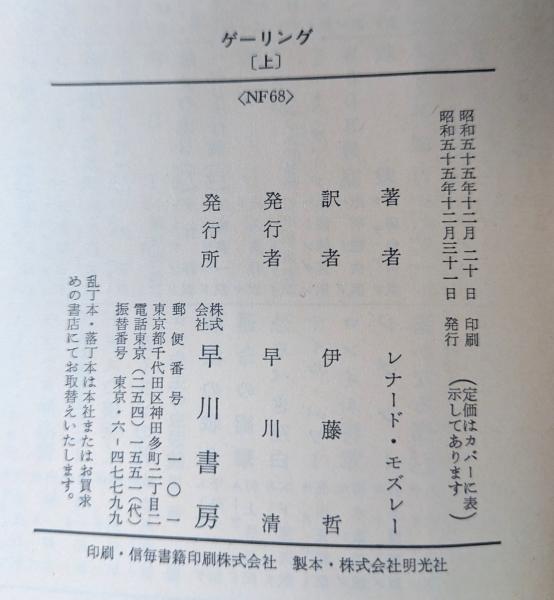 ゲーリング
〔上〕
〈NF68〉
昭和五十五年十二月 二十日 印刷
昭和五十五年十二月三十一日 発行
(定価はカバーに表
示してあります)
著者 レナード・モズレー
訳者 伊藤 哲
発行者 早川 清
発行所 株式会社 早川書房
郵便番号 一〇一
東京都千代田区神田多町二丁目二
電話東京(二五四)一五五一(代)
振替番号 東京・六―四七七九九
乱丁本・落丁本は本社またはお買求
めの書店にてお取替えいたします。
印刷・信毎書籍印刷株式会社 製本・株式会社明光社